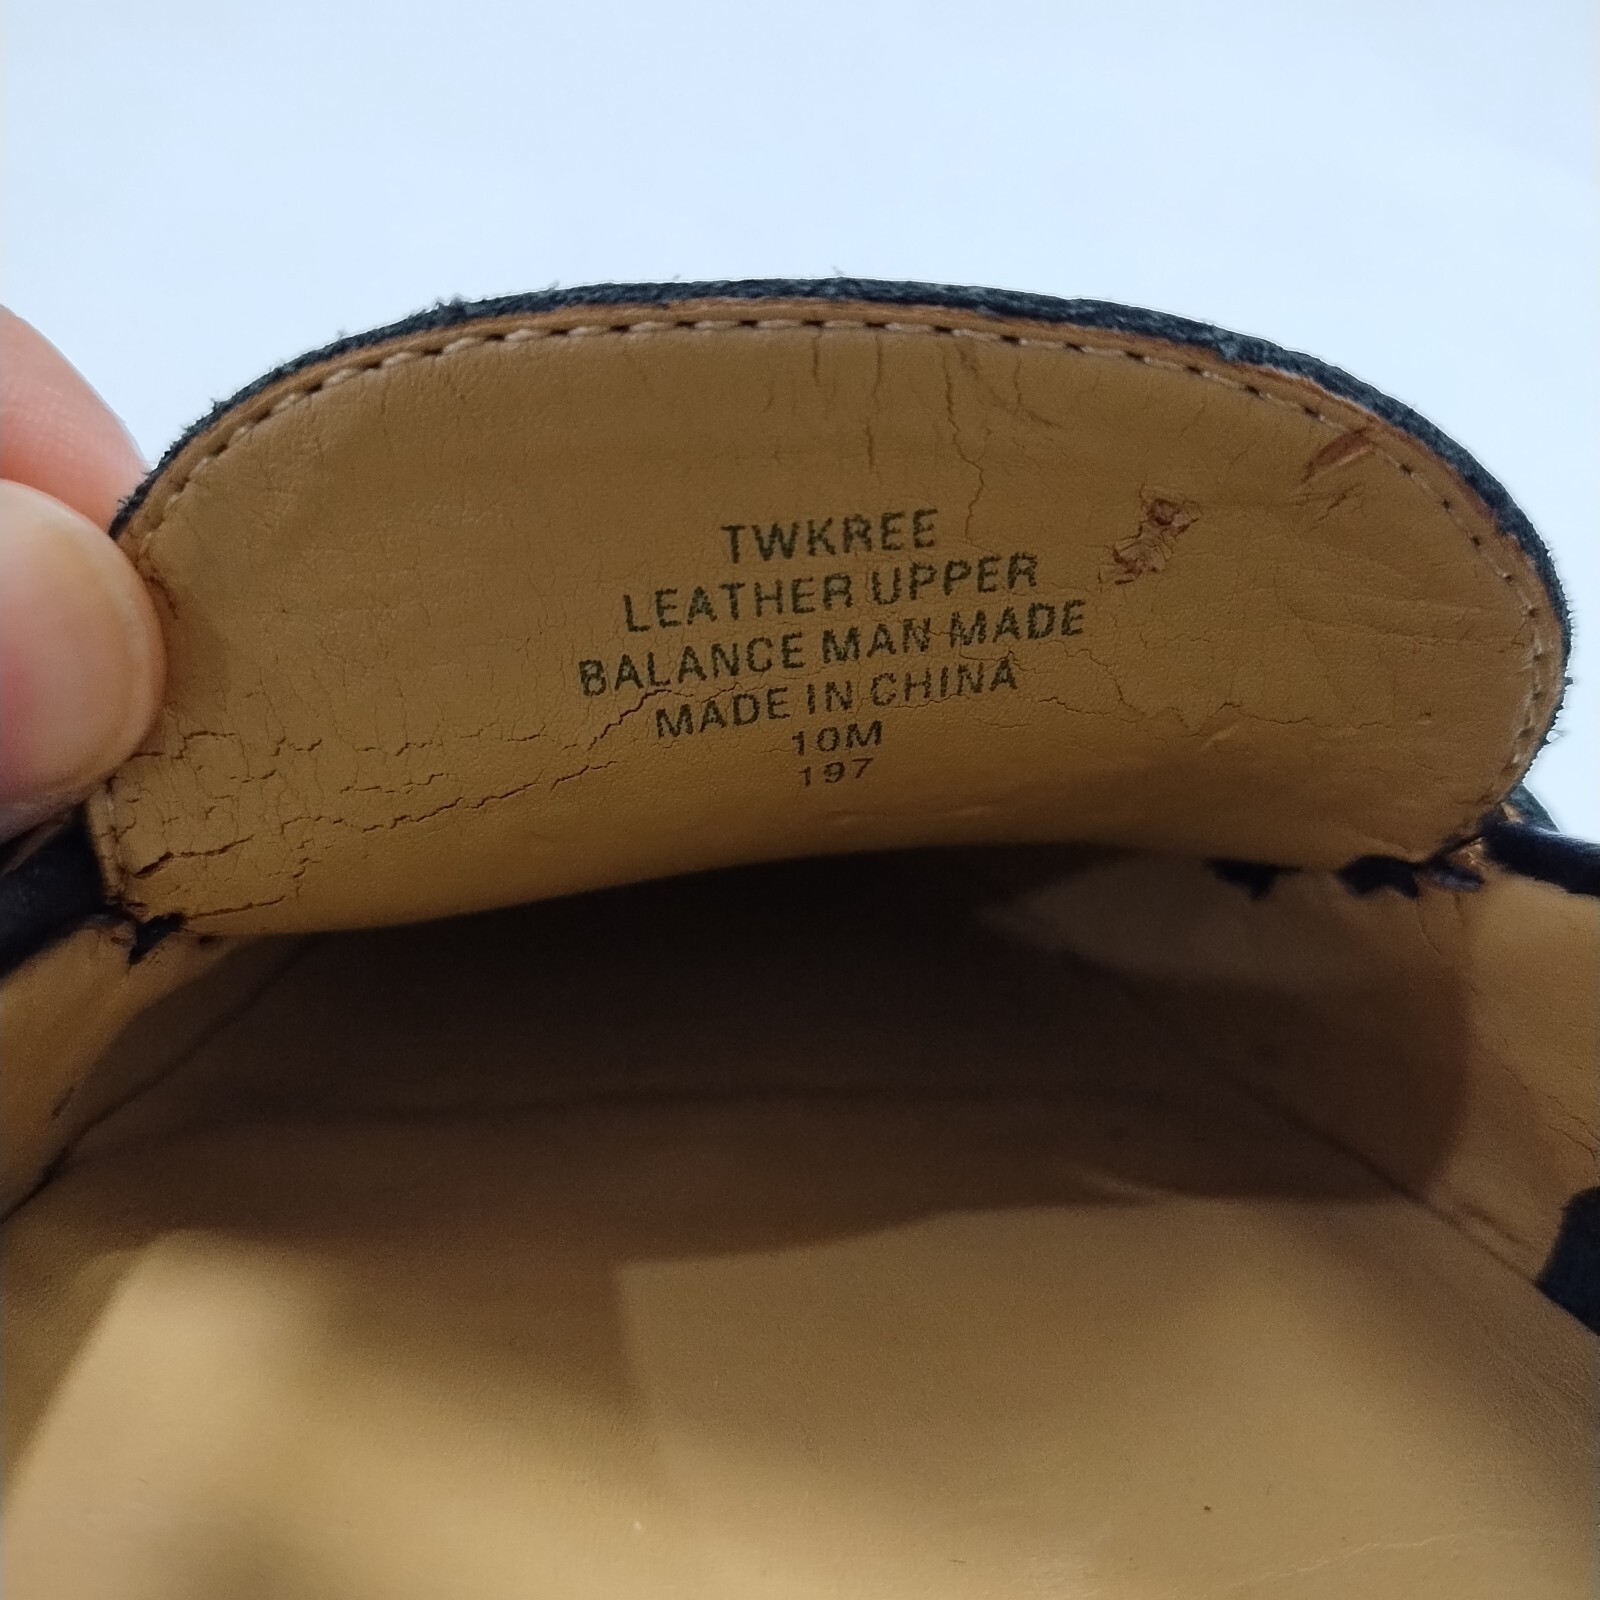 TWKREE
LEATHER UPPER
BALANCE MAN MADE
MADE IN CHINA
10M
197